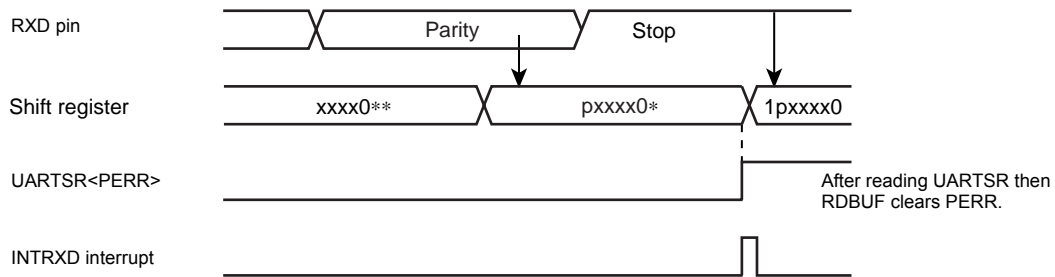 RXD pin
Parity
Stop
Shift register
xxxx0**
pxxxx0*
1pxxxx0
UARTSR<PERR>
After reading UARTSR then
RDBUF clears PERR.
INTRXD interrupt